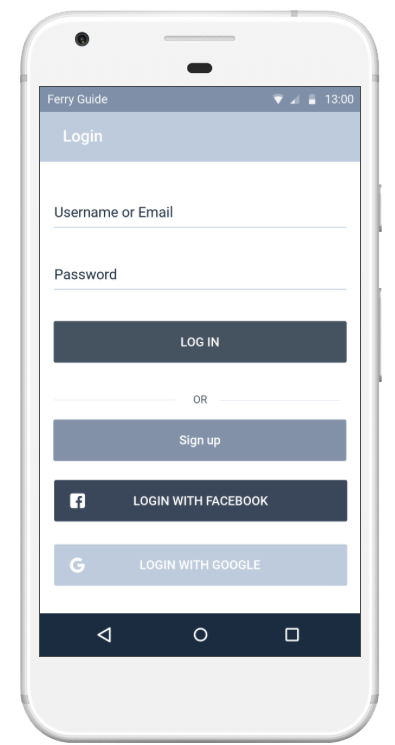 Ferry Guide 13:00
Login
Username or Email
Password
LOG IN
OR
Sign up
LOGIN WITH FACEBOOK
LOGIN WITH GOOGLE